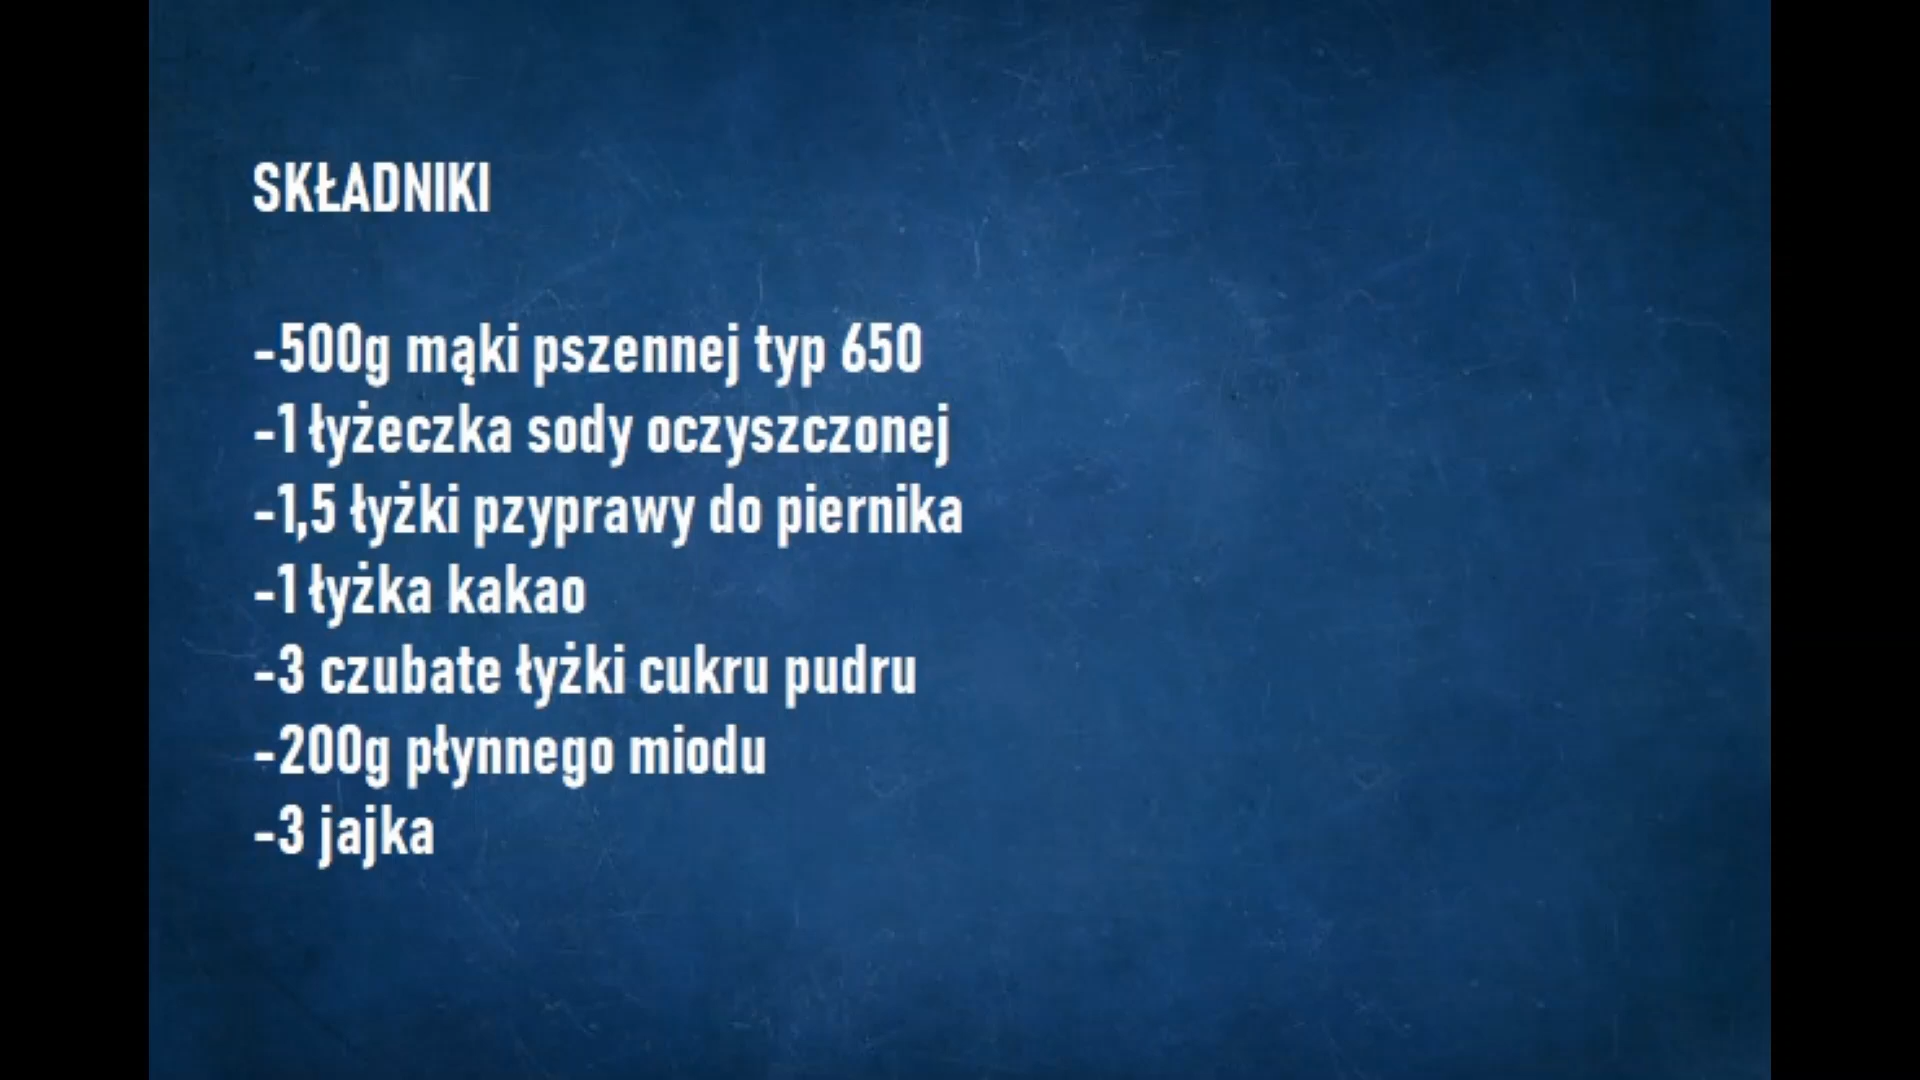 SKŁADNIKI
-500g mąki pszennej typ 650
-1 łyżeczka sody oczyszczonej
-1,5 łyżki pzyprawy do piernika
-1 łyżka kakao
-3 czubate łyżki cukru pudru
-200g płynnego miodu
-3 jajka